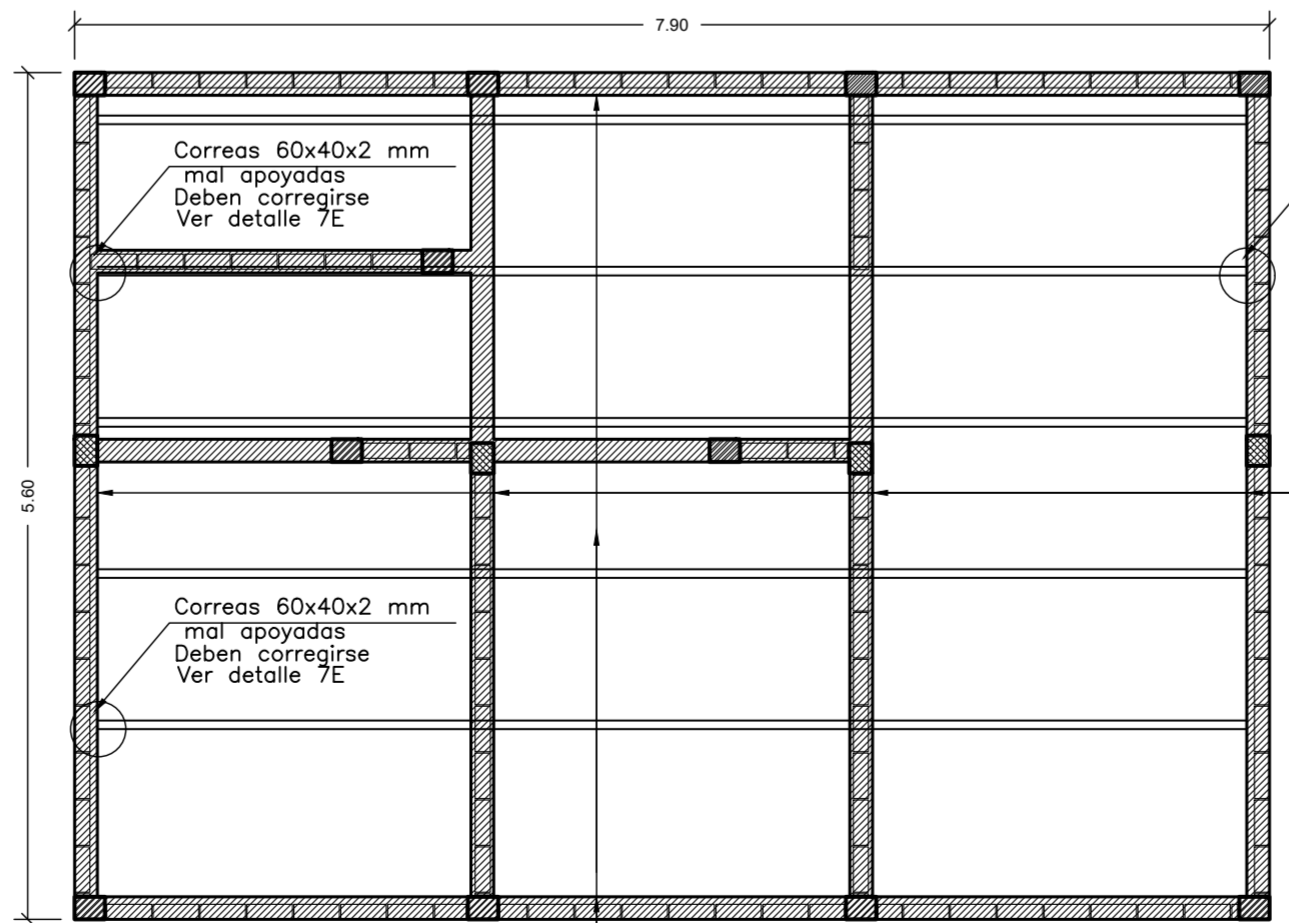 7.90
Correas 60x40x2 mm
mal apoyadas
Deben corregirse
Ver detalle 7E
5.60
Correas 60x40x2 mm
mal apoyadas
Deben corregirse
Ver detalle 7E